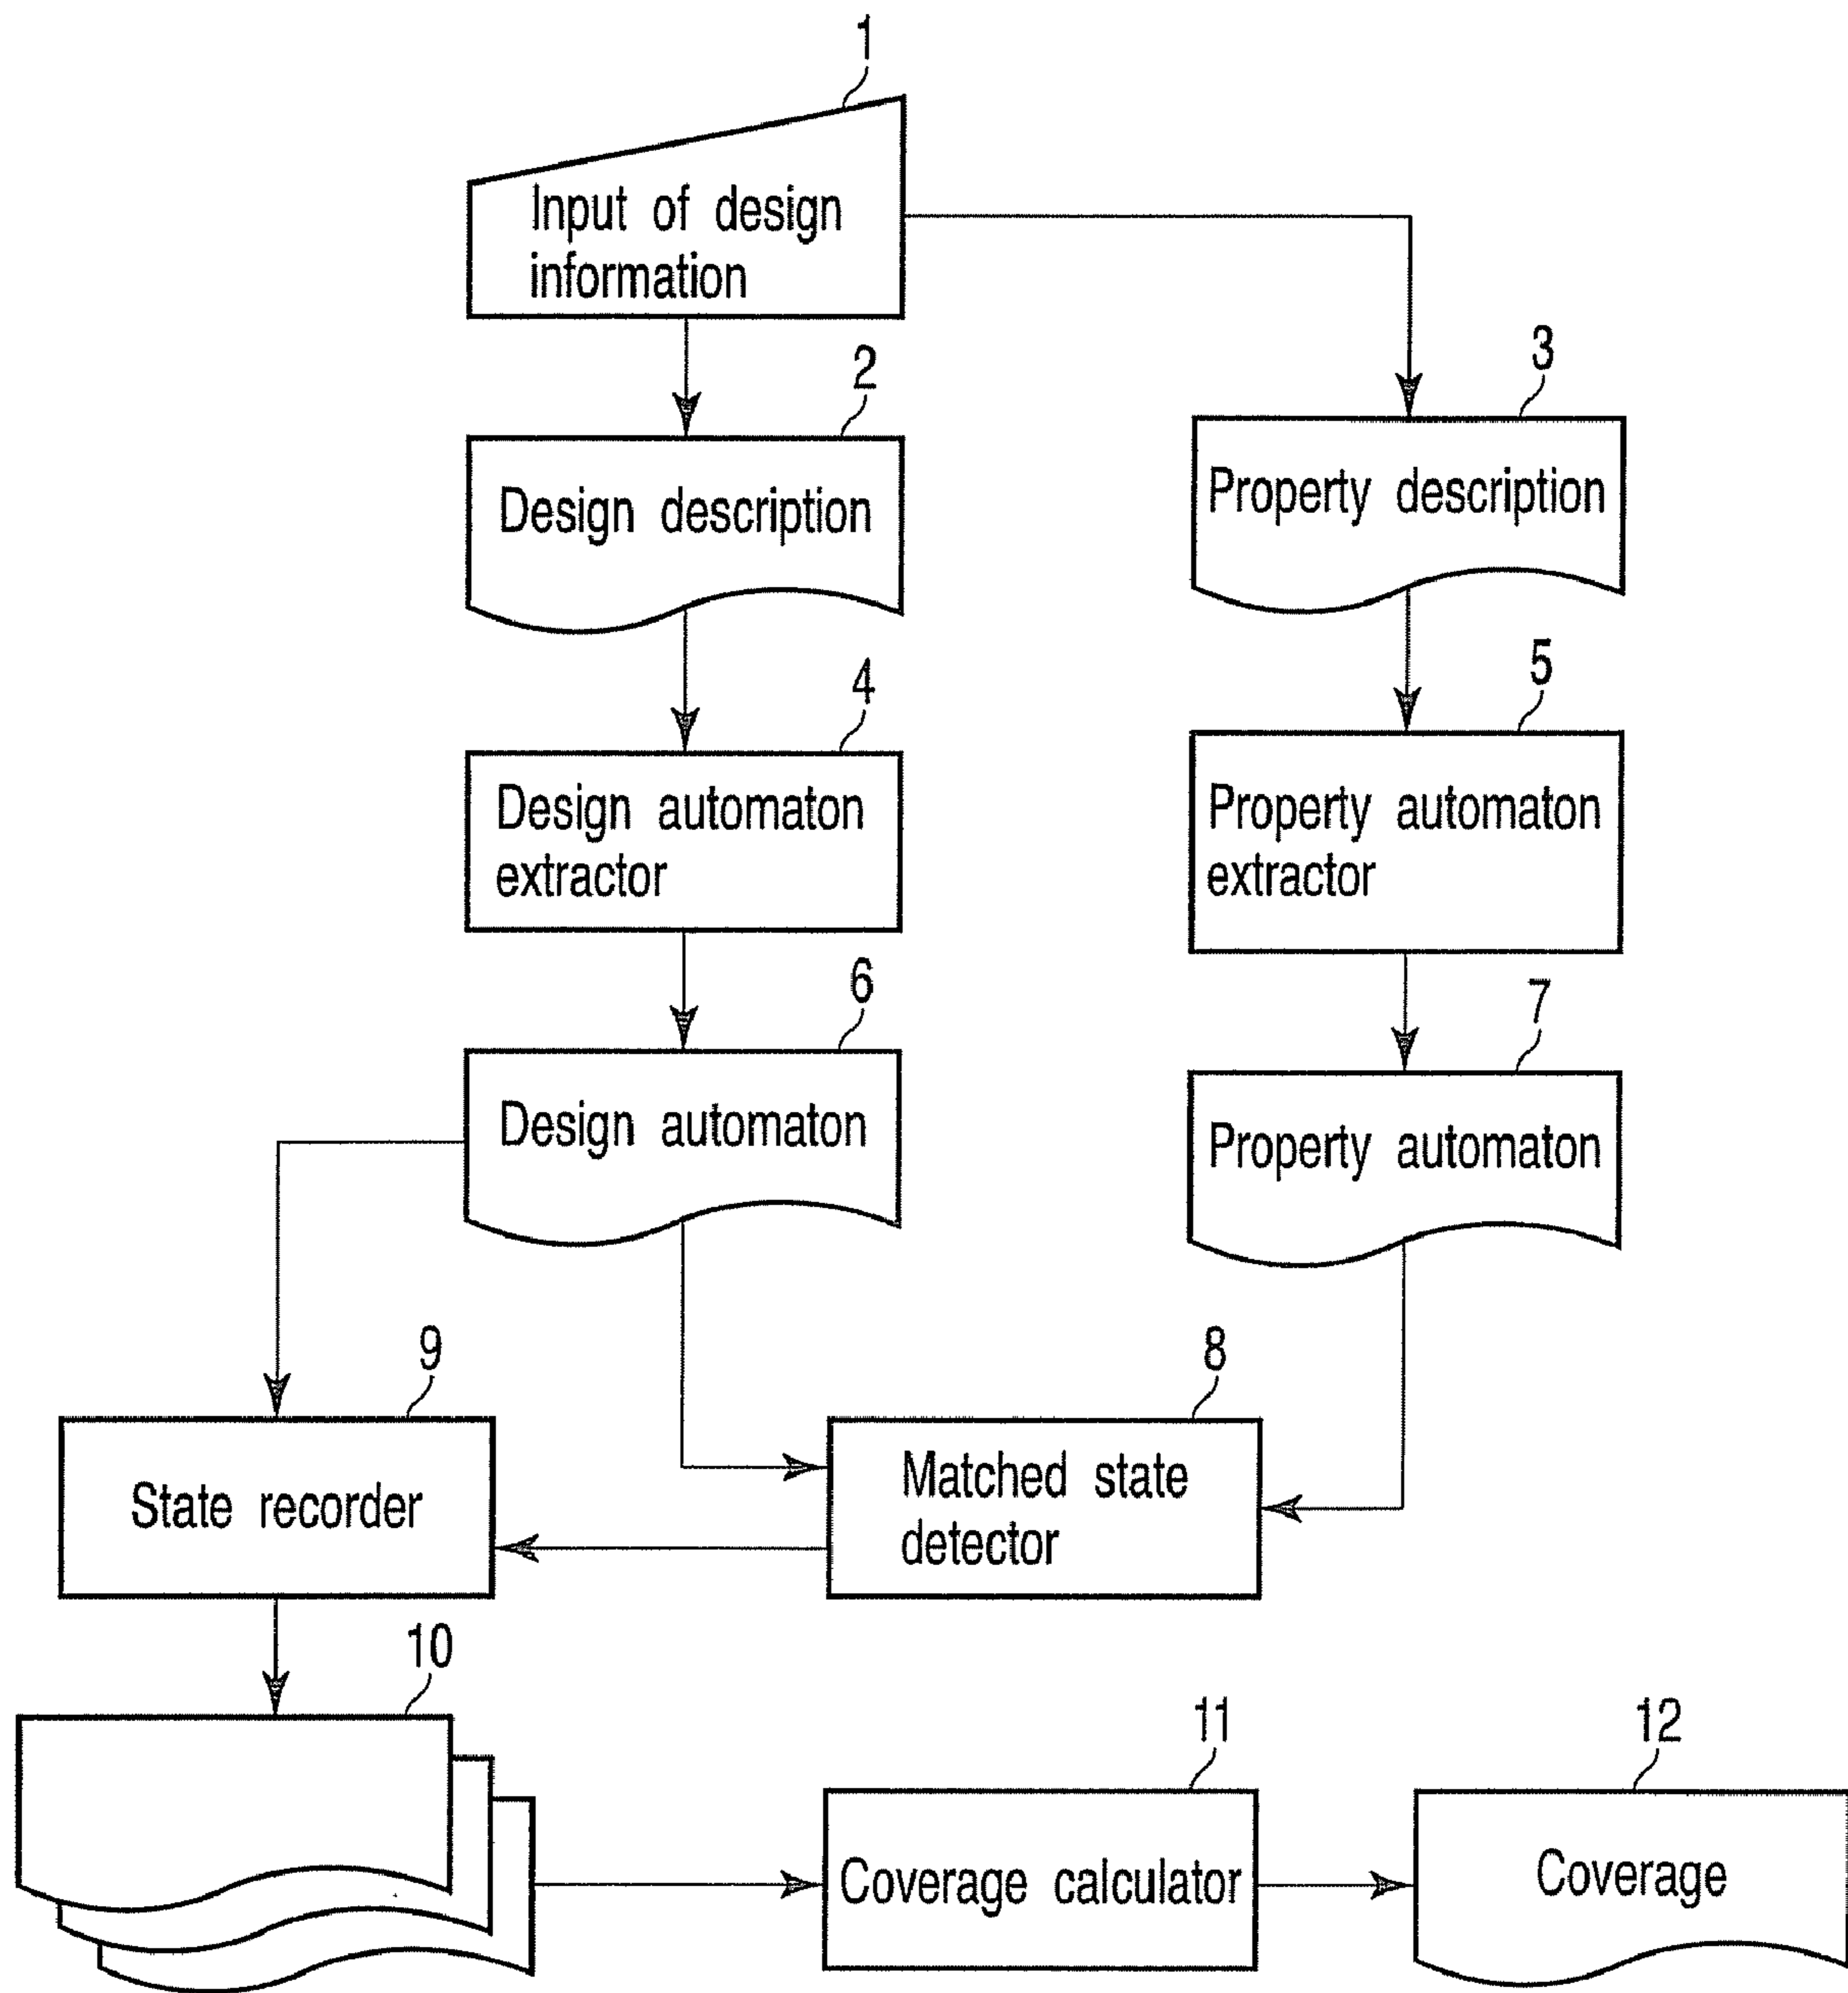 1
Input of design
information
2
Design description
3
Property description
4
Design automaton
extractor
5
Property automaton
extractor
6
Design automaton
7
Property automaton
9
State recorder
8
Matched state
detector
10
11
Coverage calculator
12
Coverage